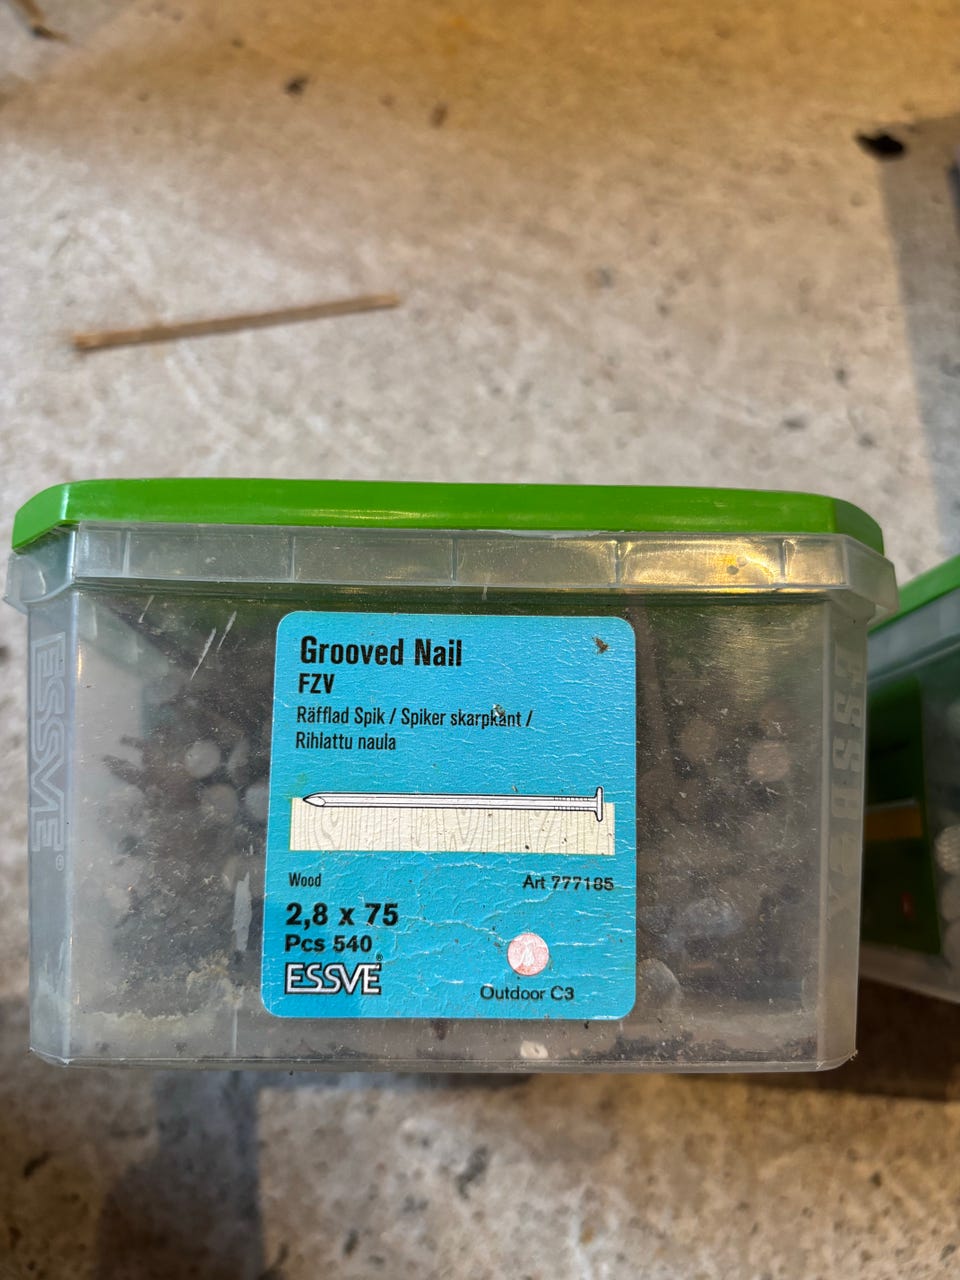 Grooved Nail
FZV
Räfflad Spik / Spiker skarpkant /
Rihlattu naula
Wood
Art 777185
2,8 x 75
Pcs 540
ESSVE®
Outdoor C3
ESSVE®
ESSVE